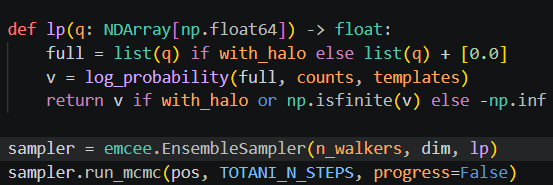 def lp(q: NDArray[np.float64]) -> float:
    full = list(q) if with_halo else list(q) + [0.0]
    v = log_probability(full, counts, templates)
    return v if with_halo or np.isfinite(v) else -np.inf

sampler = emcee.EnsembleSampler(n_walkers, dim, lp)
sampler.run_mcmc(pos, TOTANI_N_STEPS, progress=False)